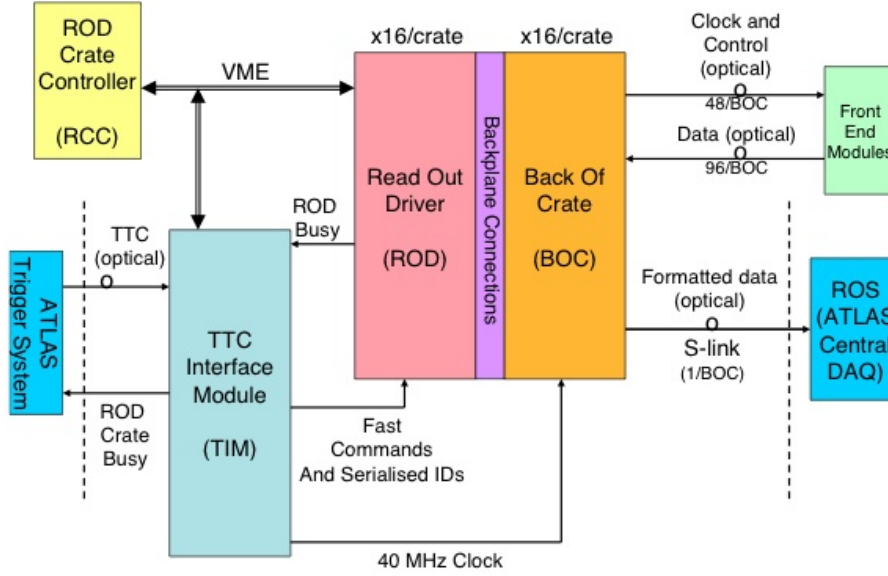 ROD
Crate
Controller
(RCC)
VME
x16/crate
x16/crate
Read Out
Driver
(ROD)
Backplane Connections
Back Of
Crate
(BOC)
Clock and
Control
(optical)
48/BOC
Data (optical)
96/BOC
Front
End
Modules
ROD
Busy
TTC
(optical)
ATLAS
Trigger System
ROD
Crate
Busy
TTC
Interface
Module
(TIM)
Fast
Commands
And Serialised IDs
40 MHz Clock
Formatted data
(optical)
S-link
(1/BOC)
ROS
(ATLAS
Central
DAQ)